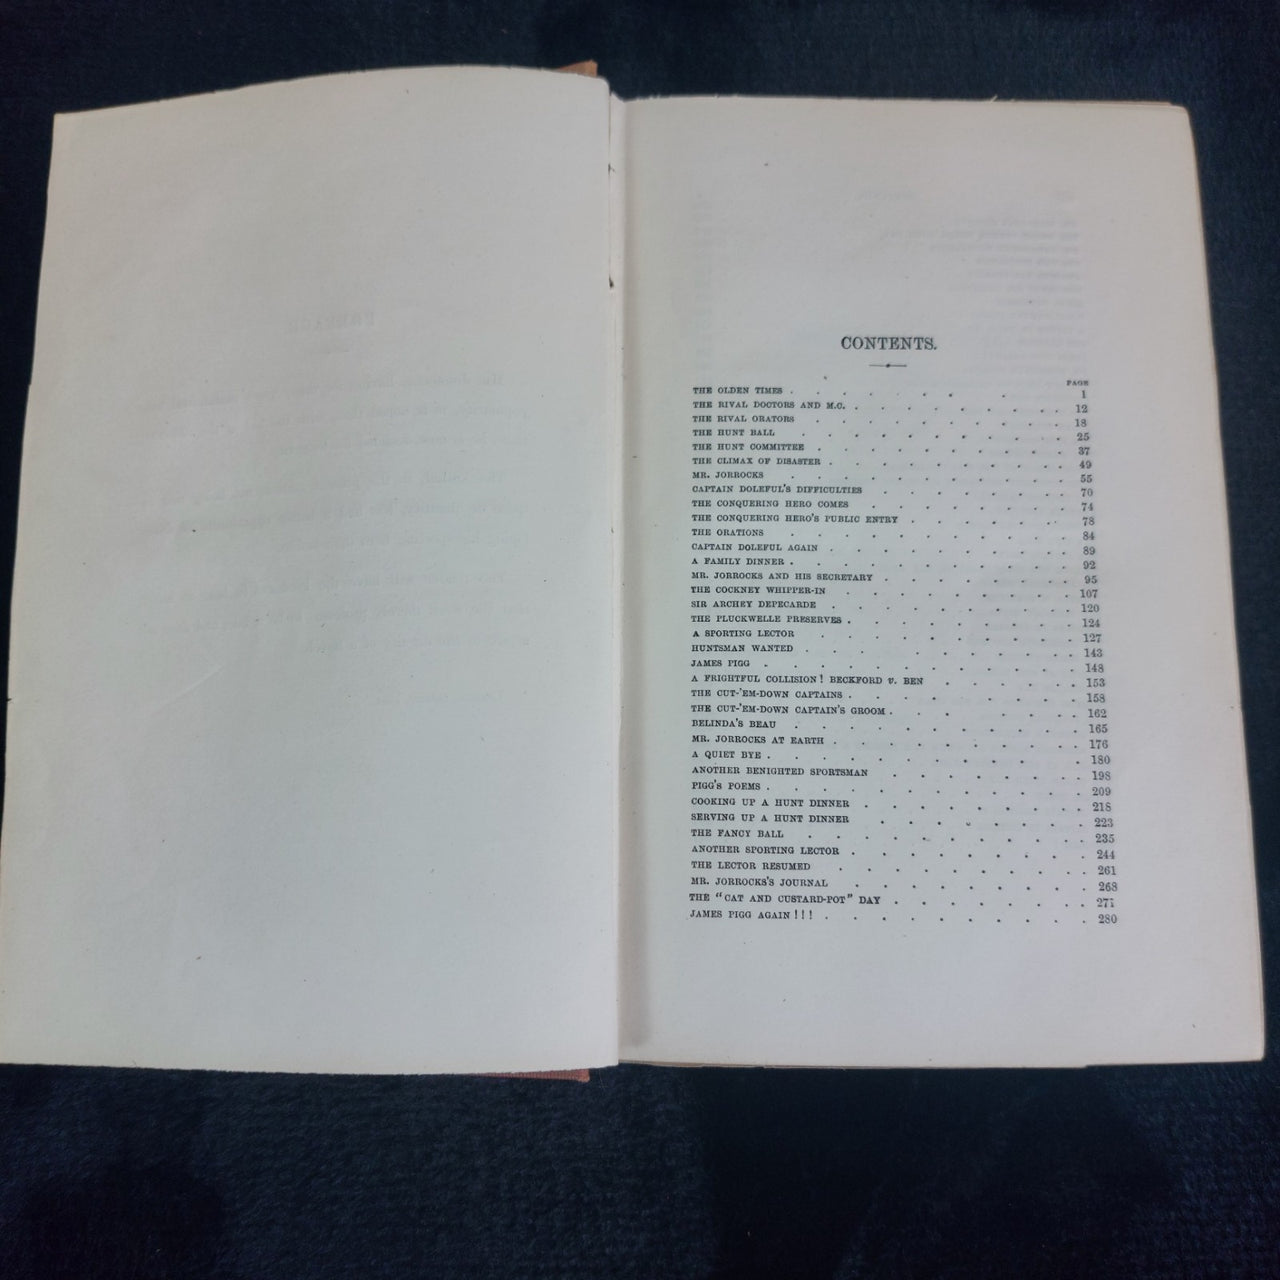 CONTENTS.
PAGE
THE OLDEN TIMES . . . . . . . . 1
THE RIVAL DOCTORS AND M.C. . . . . . . . . 12
THE RIVAL ORATORS . . . . . . . . . 18
THE HUNT BALL . . . . . . . . . 25
THE HUNT COMMITTEE . . . . . . . . . 37
THE CLIMAX OF DISASTER . . . . . . . . . 49
MR. JORROCKS . . . . . . . . . 55
CAPTAIN DOLEFUL'S DIFFICULTIES . . . . . . . . 70
THE CONQUERING HERO COMES . . . . . . . . 74
THE CONQUERING HERO'S PUBLIC ENTRY . . . . . . . 78
THE ORATIONS . . . . . . . . . 84
CAPTAIN DOLEFUL AGAIN . . . . . . . . . 89
A FAMILY DINNER . . . . . . . . . . 92
MR. JORROCKS AND HIS SECRETARY . . . . . . . . 95
THE COCKNEY WHIPPER-IN . . . . . . . . . 107
SIR ARCHEY DEPECARDE . . . . . . . . . 120
THE PLUCKWELLE PRESERVES . . . . . . . . . 124
A SPORTING LECTOR . . . . . . . . . 127
HUNTSMAN WANTED . . . . . . . . . 143
JAMES PIGG . . . . . . . . . . 148
A FRIGHTFUL COLLISION! BECKFORD v. BEN . . . . . . 153
THE CUT-'EM-DOWN CAPTAINS . . . . . . . . . 158
THE CUT-'EM-DOWN CAPTAIN'S GROOM . . . . . . . 162
BELINDA'S BEAU . . . . . . . . . . 165
MR. JORROCKS AT EARTH . . . . . . . . . 176
A QUIET BYE . . . . . . . . . . 180
ANOTHER BENIGHTED SPORTSMAN . . . . . . . . 198
PIGG'S POEMS . . . . . . . . . . . 209
COOKING UP A HUNT DINNER . . . . . . . . . 218
SERVING UP A HUNT DINNER . . . . . . . . 223
THE FANCY BALL . . . . . . . . . . 235
ANOTHER SPORTING LECTOR . . . . . . . . . 244
THE LECTOR RESUMED . . . . . . . . . 261
MR. JORROCKS'S JOURNAL . . . . . . . . 268
THE "CAT AND CUSTARD-POT" DAY . . . . . . . . 271
JAMES PIGG AGAIN!!! . . . . . . . . . 280